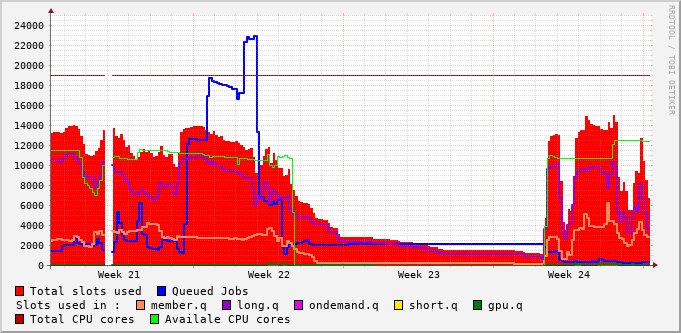 RRDTOOL / TOBI OETIKER
24000
22000
20000
18000
16000
14000
12000
10000
8000
6000
4000
2000
0
Week 21 Week 22 Week 23 Week 24
Total slots used Queued Jobs
Slots used in : member.q long.q ondemand.q short.q gpu.q
Total CPU cores Availale CPU cores